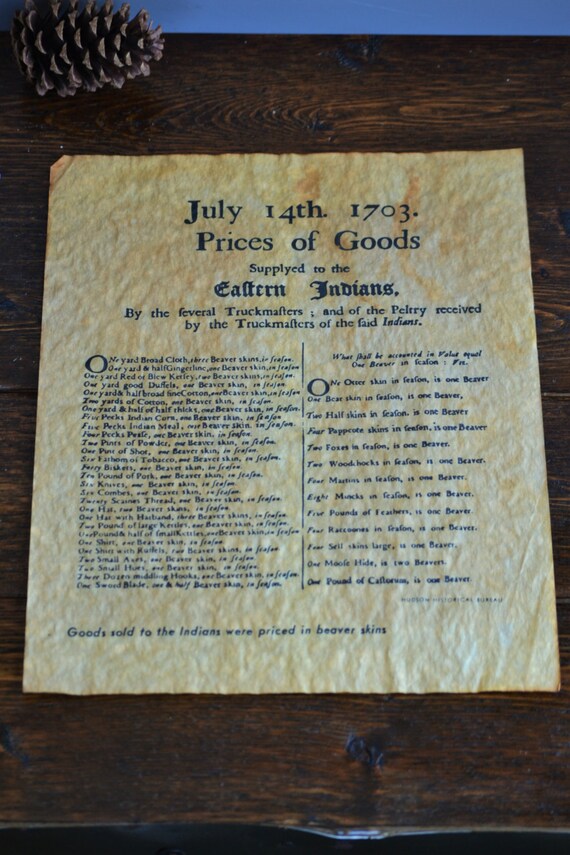 July 14th. 1703.
Prices of Goods
Supplyed to the
Eaſtern Indians,
By the ſeveral Truckmaſters ; and of the Peltry received
by the Truckmaſters of the ſaid Indians.
ONe yard Broad Cloth, three Beaver skins, in ſeaſon.
One yard & half Gingerline, one Beaver skin, in ſeaſon
One yard Red or Blew Kerſey, two Beaver skins, in ſeaſon.
One yard good Duffels, one Beaver skin, in ſeaſon.
One yard & half broad fine Cotton, one Beaver skin, in ſeaſon
Two yards of Cotton, one Beaver skin, in ſeaſon.
One yard & half of half thicks, one Beaver skin, in ſeaſon.
Five Pecks Indian Corn, one Beaver skin, in ſeaſon
Five Pecks Indian Meal, one Beaver skin, in ſeaſon.
Four Pecks Peaſe, one Beaver skin, in ſeaſon.
Two Pints of Powder, one Beaver skin, in ſeaſon.
One Pint of Shot, one Beaver skin, in ſeaſon.
Six Fathom of Tobacco, one Beaver skin, in ſeaſon.
Forty Biskets, one Beaver skin, in ſeaſon.
Ten Pound of Pork, one Beaver skin, in ſeaſon.
Six Knives, one Beaver skin, in ſeaſon.
Six Combes, one Beaver skin, in ſeaſon.
Twenty Scaines Thread, one Beaver skin, in ſeaſon.
One Hat, two Beaver skins, in ſeaſon.
One Hat with Hatband, three Beaver skins, in ſeaſon.
Two Pound of large Kettles, one Beaver skin, in ſeaſon.
One Pound & half of ſmall Kettles, one Beaver skin, in ſeaſon
One Shirt, one Beaver skin, in ſeaſon.
One Shirt with Ruffels, two Beaver skins, in ſeaſon.
Two Small Axes, one Beaver skin, in ſeaſon.
Two Small Hoes, one Beaver skin, in ſeaſon.
Three Dozen middling Hooks, one Beaver skin, in ſeaſon.
One Sword Blade, one & half Beaver skin, in ſeaſon.
What ſhall be accounted in Value equal
One Beaver in ſeaſon : Viz.
ONe Otter skin in ſeaſon, is one Beaver
One Bear skin in ſeaſon, is one Beaver,
Two Half skins in ſeaſon, is one Beaver
Four Pappcote skins in ſeaſon, is one Beaver
Two Foxes in ſeaſon, is one Beaver.
Two Woodchocks in ſeaſon, is one Beaver.
Four Martins in ſeaſon, is one Beaver.
Eight Mincks in ſeaſon, is one Beaver.
Five Pounds of Feathers, is one Beaver.
Four Raccoones in ſeaſon, is one Beaver.
Four Seil skins large, is one Beaver.
One Mooſe Hide, is two Beavers.
One Pound of Caſtorum, is one Beaver.
HUDSON HISTORICAL BUREAU
Goods sold to the Indians were priced in beaver skins